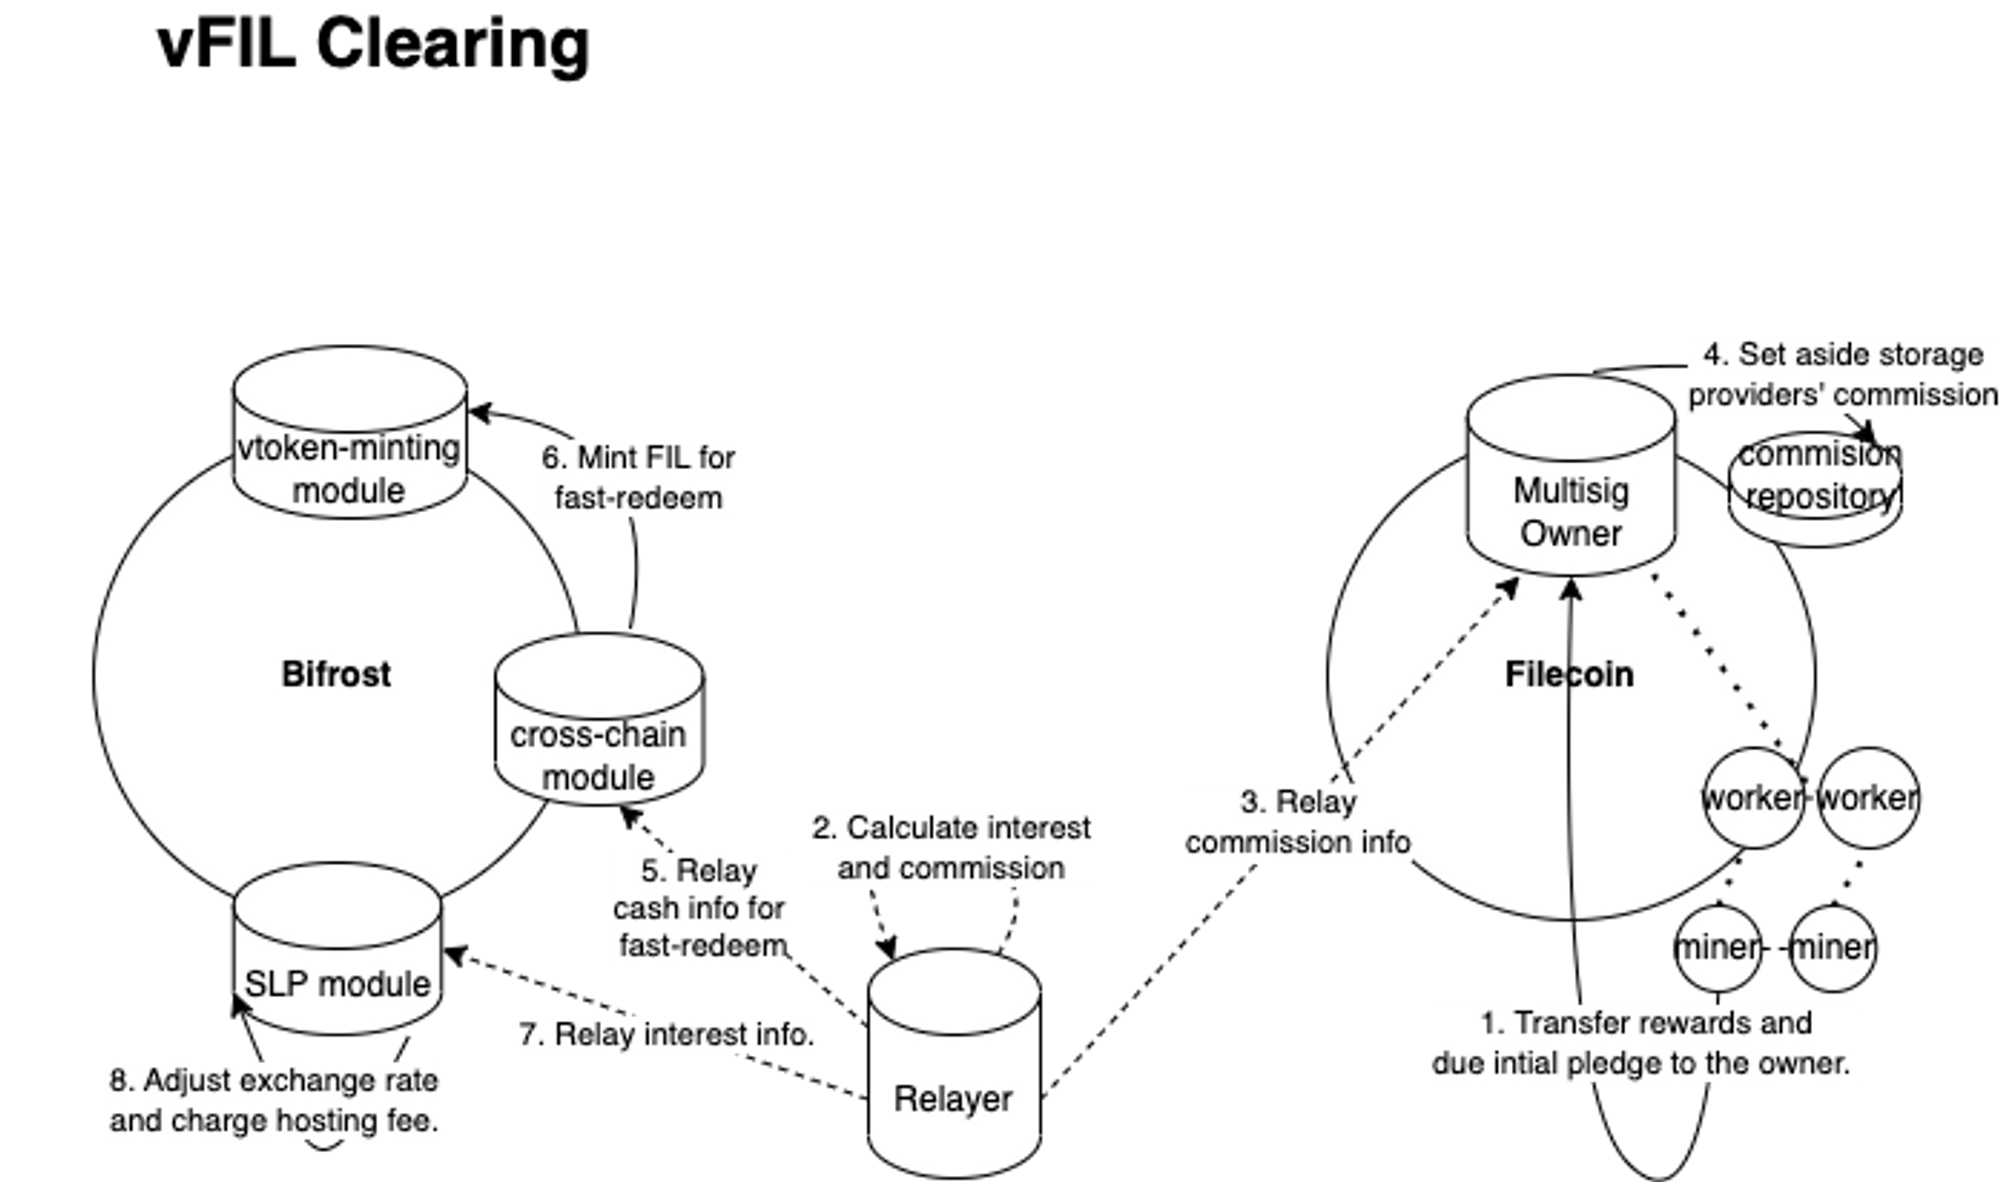 vFIL Clearing
4. Set aside storage
providers' commission
vtoken-minting
module
6. Mint FIL for
fast-redeem
Multisig
Owner
commision
repository
Bifrost
Filecoin
cross-chain
module
worker
worker
3. Relay
commission info
2. Calculate interest
and commission
5. Relay
cash info for
fast-redeem
miner
miner
SLP module
7. Relay interest info.
1. Transfer rewards and
due intial pledge to the owner.
8. Adjust exchange rate
and charge hosting fee.
Relayer